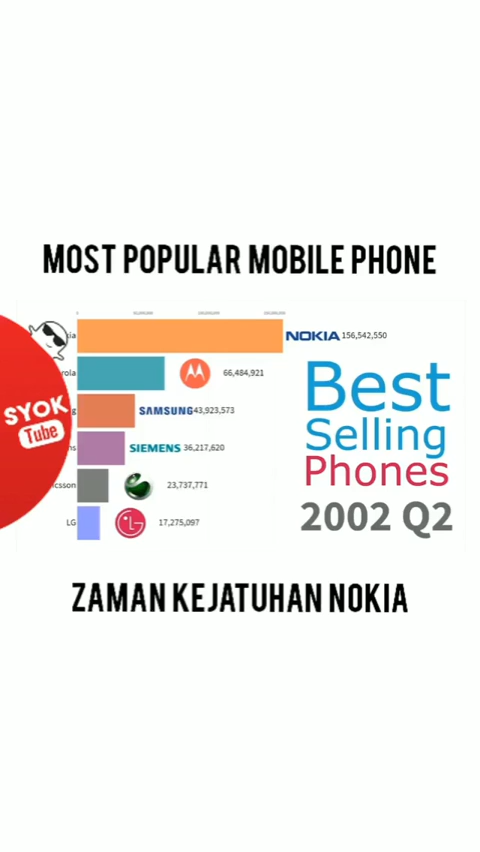 MOST POPULAR MOBILE PHONE
NOKIA 156,542,550
66,484,921
SAMSUNG 43,923,573
SIEMENS 36,217,620
23,737,771
LG 17,275,097
SYOK
Tube
Best
Selling
Phones
2002 Q2
ZAMAN KEJATUHAN NOKIA